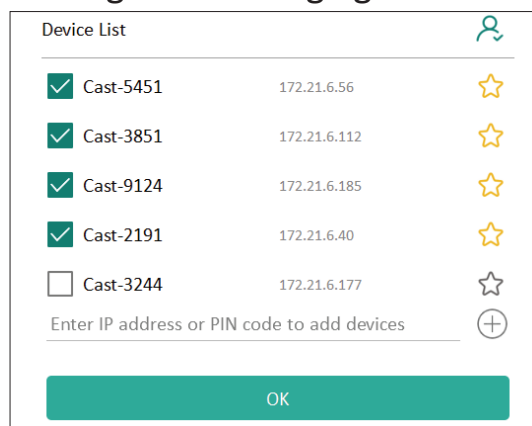 Device List
Cast-5451 172.21.6.56
Cast-3851 172.21.6.112
Cast-9124 172.21.6.185
Cast-2191 172.21.6.40
Cast-3244 172.21.6.177
Enter IP address or PIN code to add devices
OK